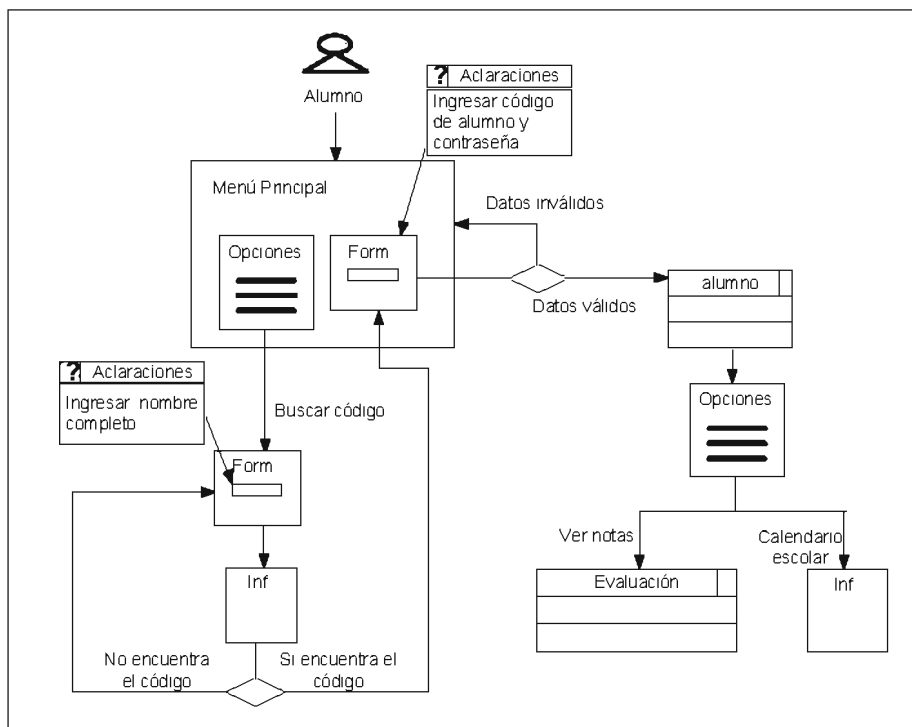 Alumno
? Aclaraciones
Ingresar código
de alumno y
contraseña
Menú Principal
Datos inválidos
Opciones
Form
alumno
Datos válidos
? Aclaraciones
Ingresar nombre
completo
Buscar código
Opciones
Form
Ver notas
Calendario
escolar
Inf
Evaluación
Inf
No encuentra
el código
Si encuentra el
código